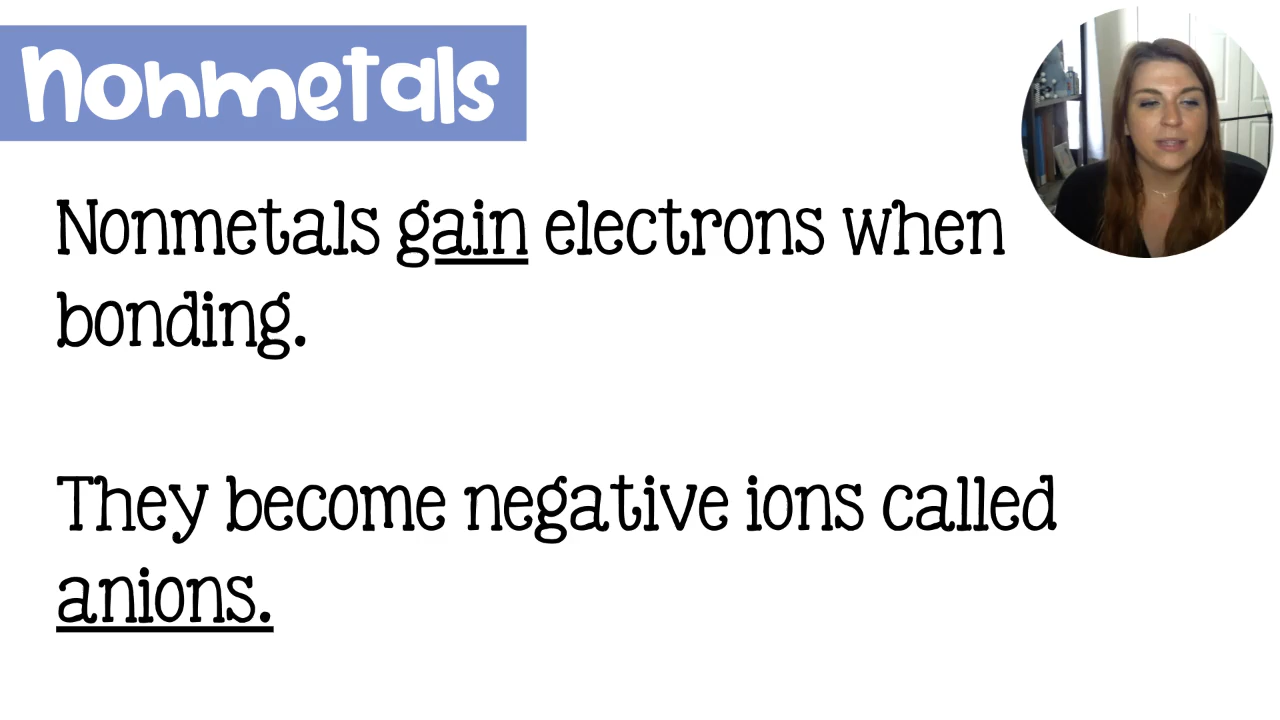 Nonmetals
Nonmetals gain electrons when
bonding.
They become negative ions called
anions.